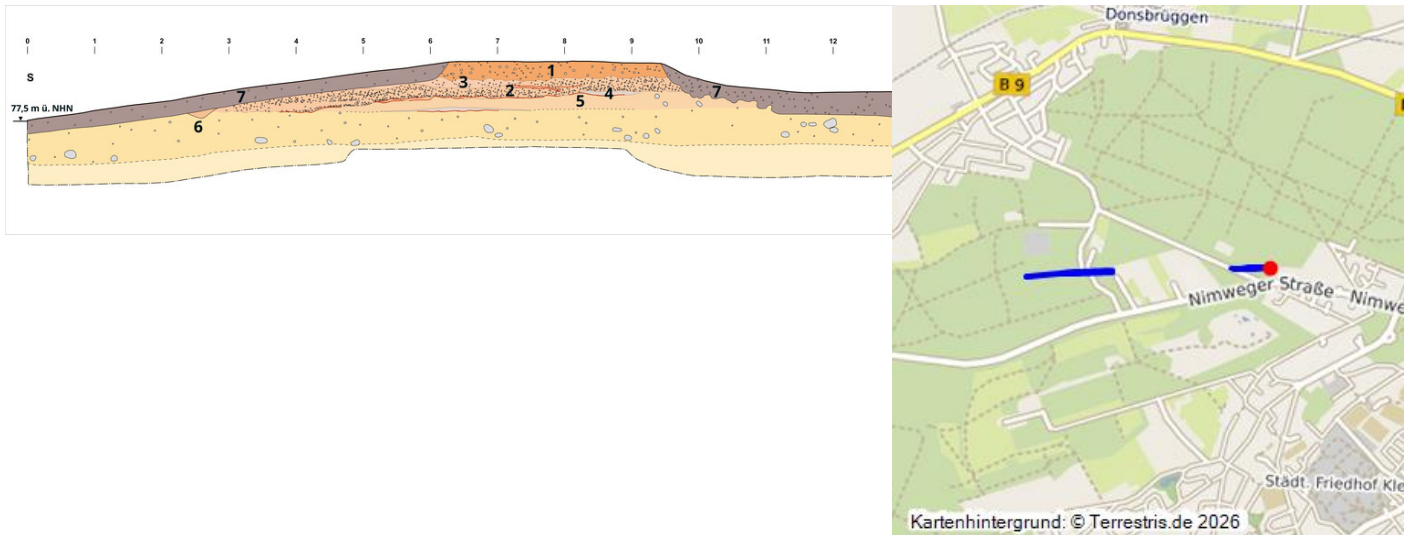 0 1 2 3 4 5 6 7 8 9 10 11 12
S
1
3
2
4
7
7
5
77,5 m ü. NHN
6
Donsbrüggen
B 9
Nimweger Straße
Städt. Friedhof Kle
Kartenhintergrund: © Terrestris.de 2026